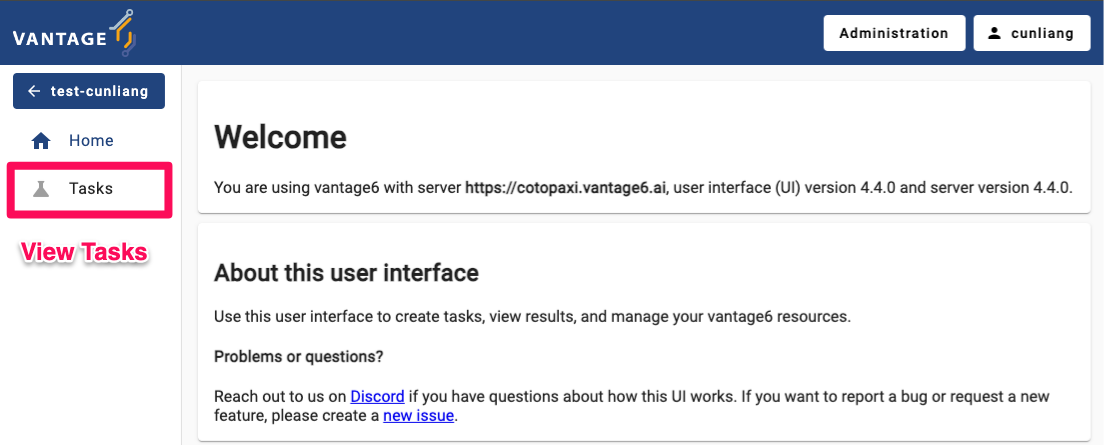 VANTAGE
Administration
cunliang
test-cunliang
Home
Tasks
View Tasks
Welcome
You are using vantage6 with server https://cotopaxi.vantage6.ai, user interface (UI) version 4.4.0 and server version 4.4.0.
About this user interface
Use this user interface to create tasks, view results, and manage your vantage6 resources.
Problems or questions?
Reach out to us on Discord if you have questions about how this UI works. If you want to report a bug or request a new
feature, please create a new issue.